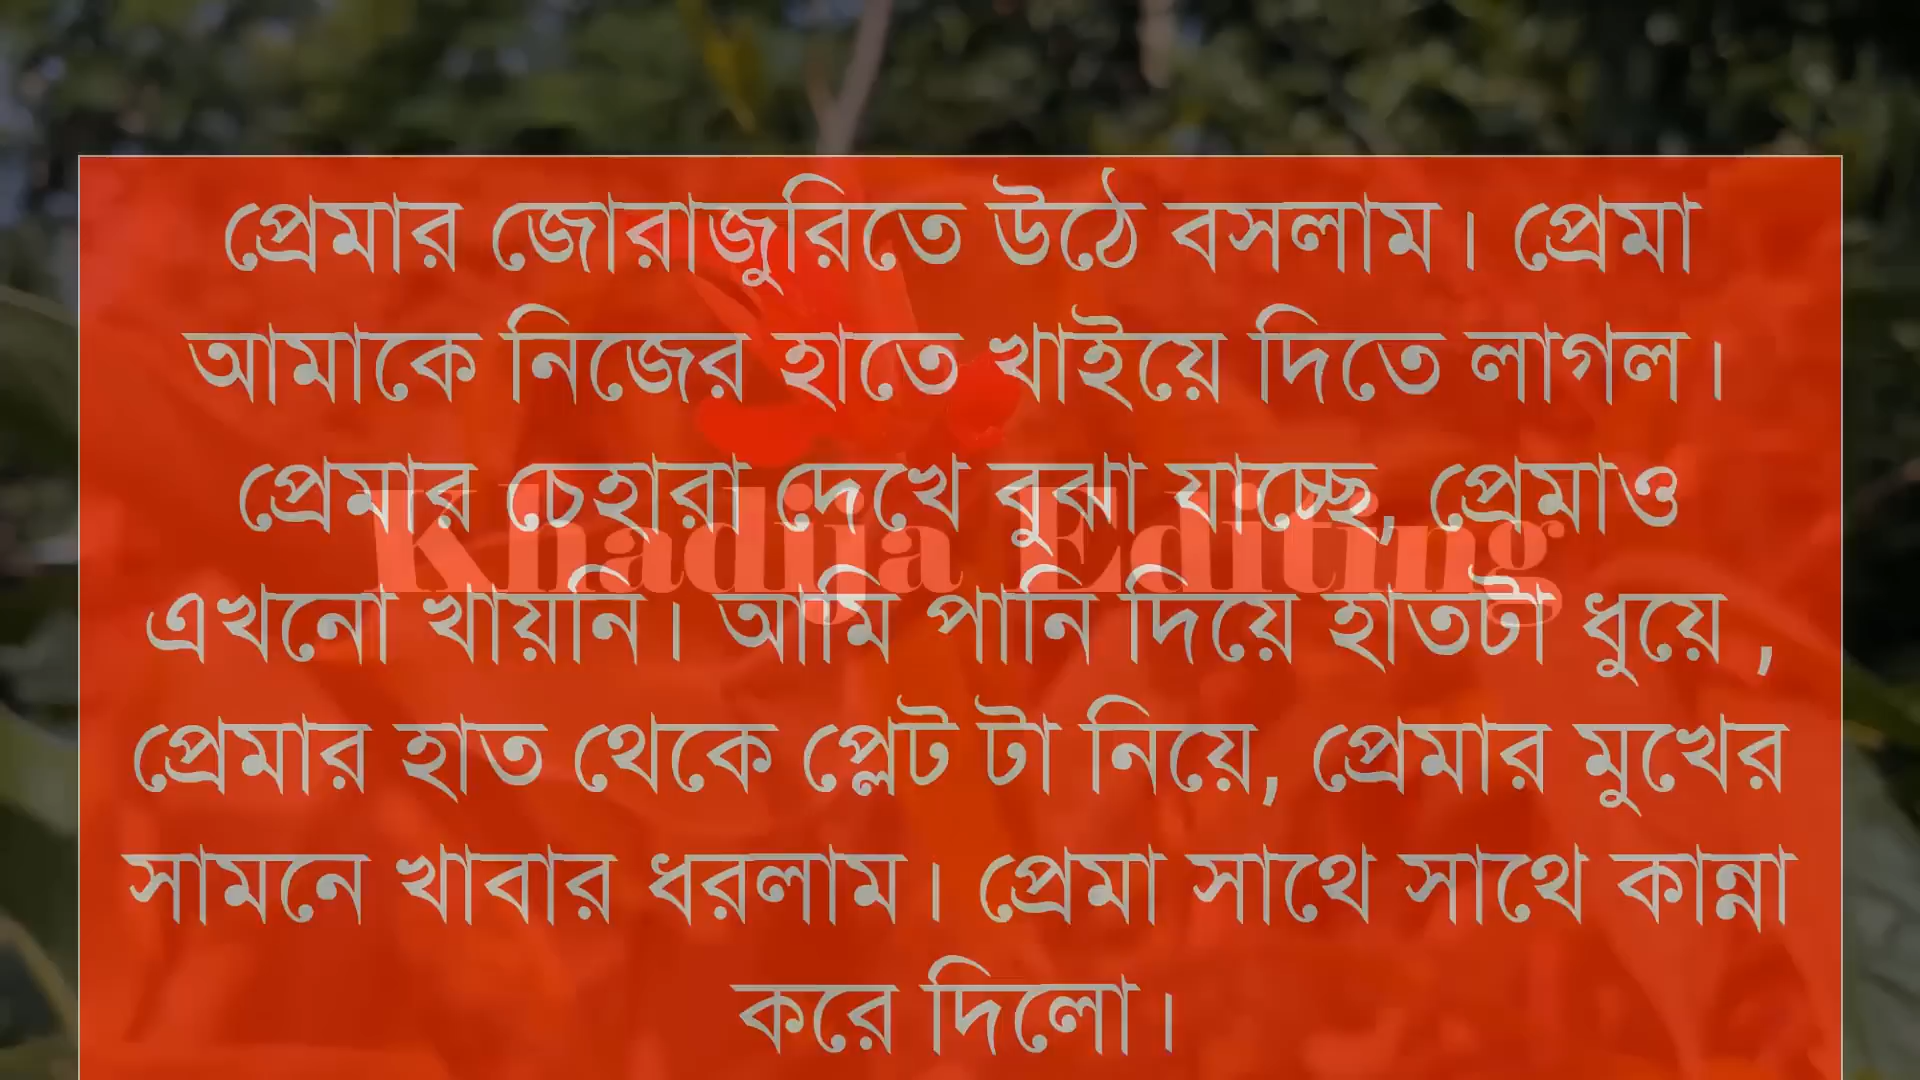 প্রেমার জোরাজুরিতে উঠে বসলাম। প্রেমা
আমাকে নিজের হাতে খাইয়ে দিতে লাগল।
প্রেমার চেহারা দেখে বুঝা যাচ্ছে, প্রেমাও
Khadija Editing
এখনো খায়নি। আমি পানি দিয়ে হাতটা ধুয়ে ,
প্রেমার হাত থেকে প্লেট টা নিয়ে, প্রেমার মুখের
সামনে খাবার ধরলাম। প্রেমা সাথে সাথে কান্না
করে দিলো।